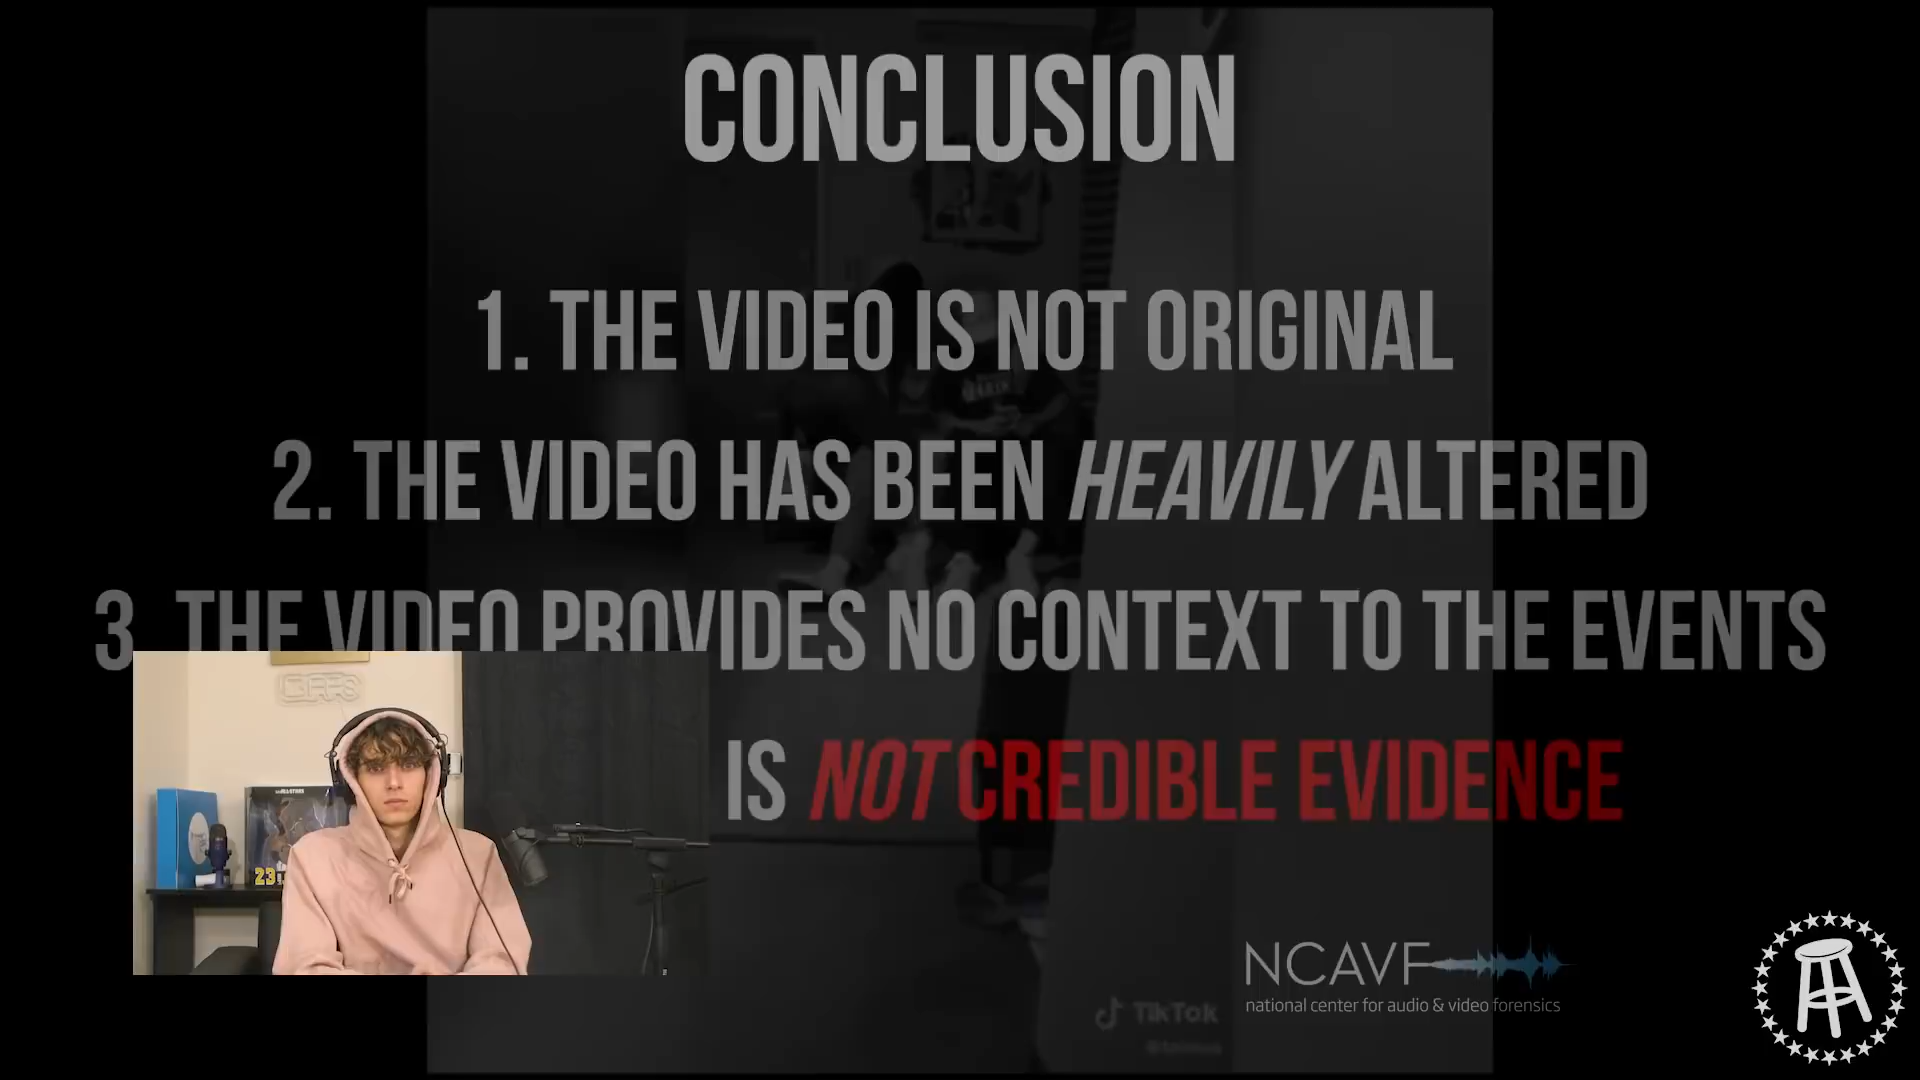 CONCLUSION
1. THE VIDEO IS NOT ORIGINAL
2. THE VIDEO HAS BEEN HEAVILY ALTERED
3 THE VIDEO PROVIDES NO CONTEXT TO THE EVENTS
IS NOT CREDIBLE EVIDENCE
23
NCAVF
national center for audio & video forensics
TikTok